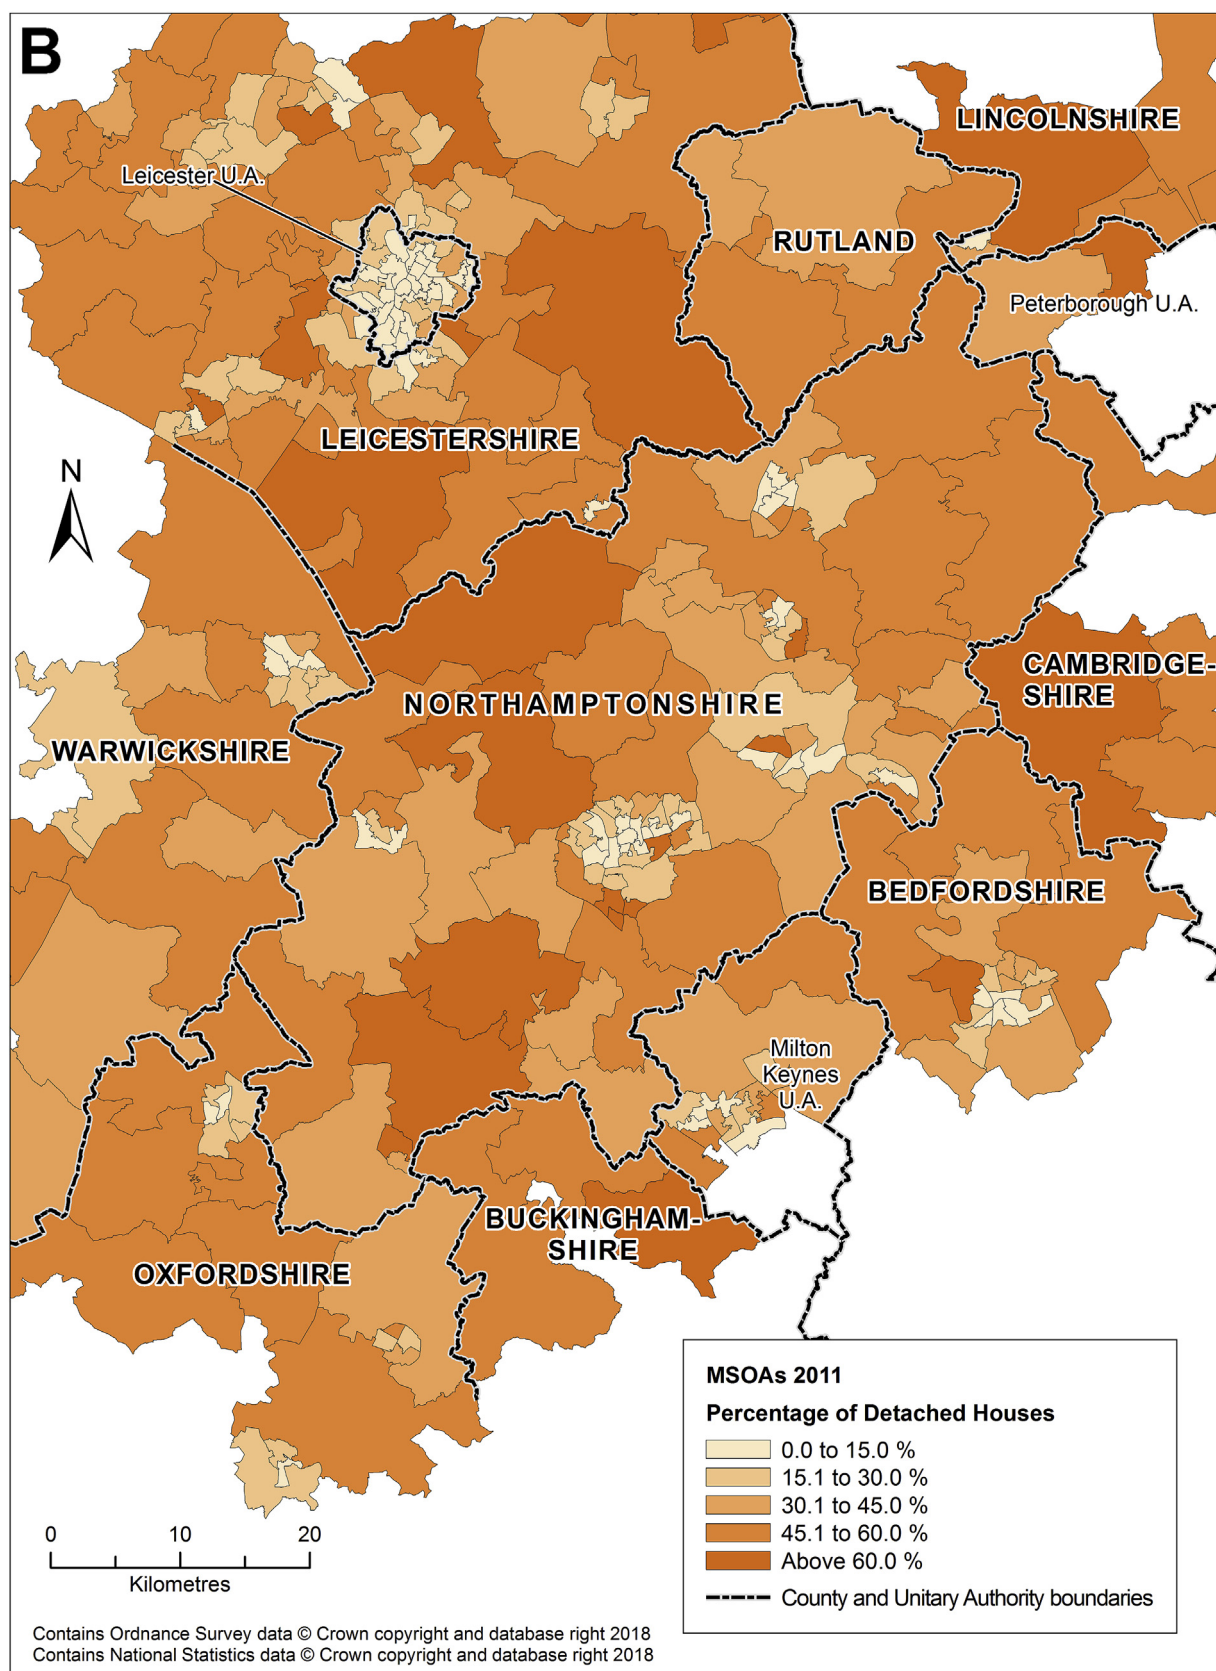 B
LINCOLNSHIRE
Leicester U.A.
RUTLAND
Peterborough U.A.
LEICESTERSHIRE
N
CAMBRIDGE-
SHIRE
NORTHAMPTONSHIRE
WARWICKSHIRE
BEDFORDSHIRE
Milton
Keynes
U.A.
BUCKINGHAM-
SHIRE
OXFORDSHIRE
MSOAs 2011
Percentage of Detached Houses
0.0 to 15.0 %
15.1 to 30.0 %
30.1 to 45.0 %
45.1 to 60.0 %
Above 60.0 %
County and Unitary Authority boundaries
0 10 20
Kilometres
Contains Ordnance Survey data © Crown copyright and database right 2018
Contains National Statistics data © Crown copyright and database right 2018